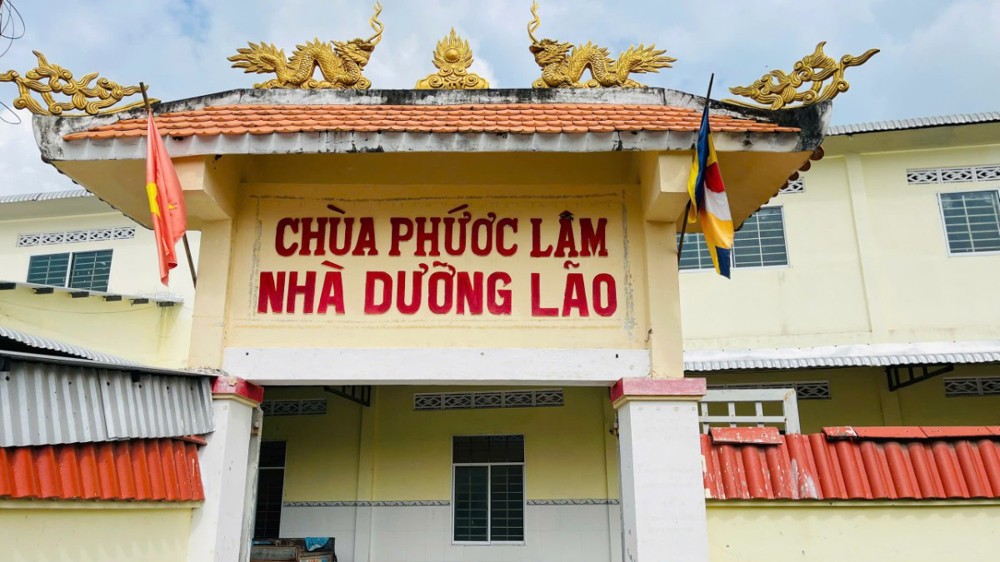 CHÙA PHƯỚC LÂM
NHÀ DƯỠNG LÃO